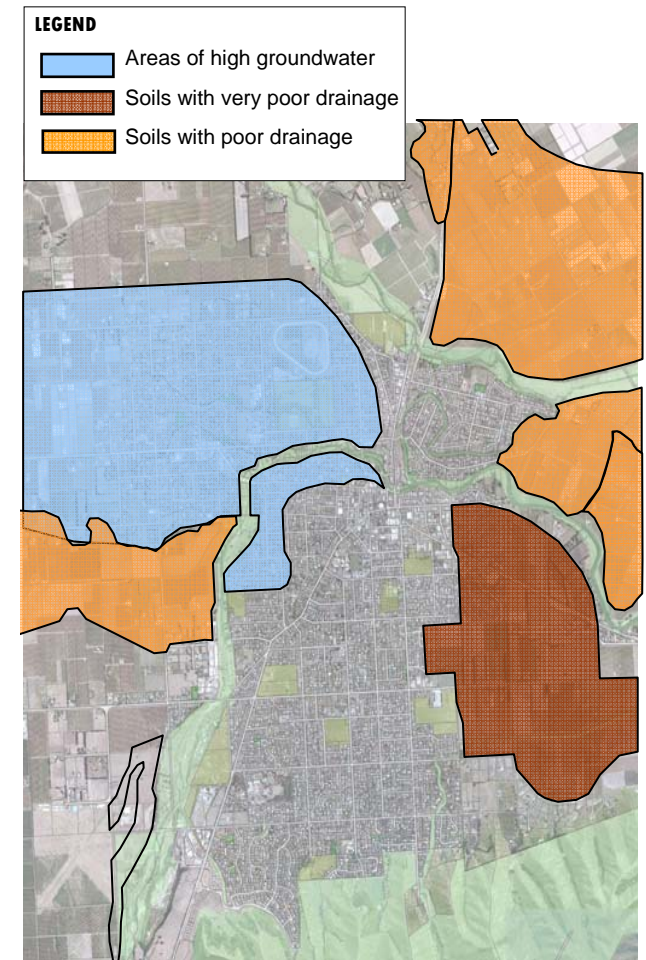 LEGEND
Areas of high groundwater
Soils with very poor drainage
Soils with poor drainage